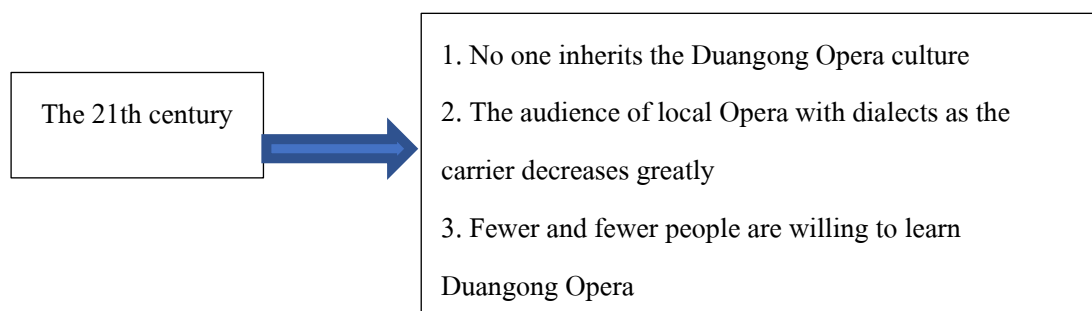 The 21th century
1. No one inherits the Duangong Opera culture
2. The audience of local Opera with dialects as the
carrier decreases greatly
3. Fewer and fewer people are willing to learn
Duangong Opera